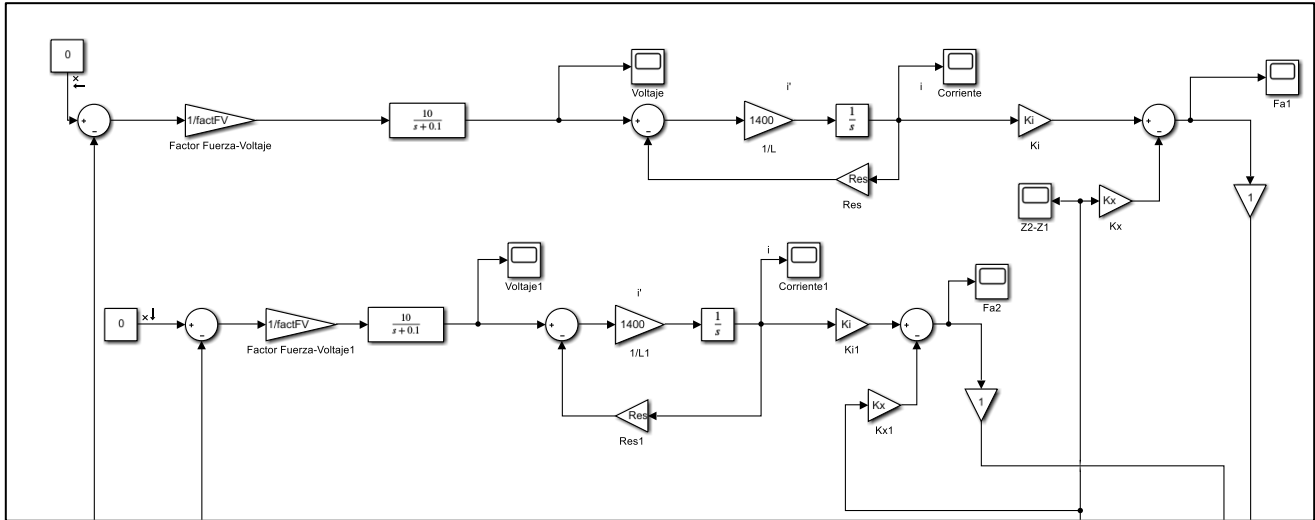 0
×
+
-
1/factFV
Factor Fuerza-Voltaje
10
s + 0.1
Voltaje
+
-
i'
1400
1/L
1
s
i
Corriente
Res
Res
Ki
Ki
+
-
Fa1
Z2-Z1
Kx
Kx
1
0
×
+
-
1/factFV
Factor Fuerza-Voltaje1
10
s + 0.1
Voltaje1
+
-
i'
1400
1/L1
1
s
i
Corriente1
Res
Res1
Ki
Ki1
+
-
Fa2
Kx
Kx1
1